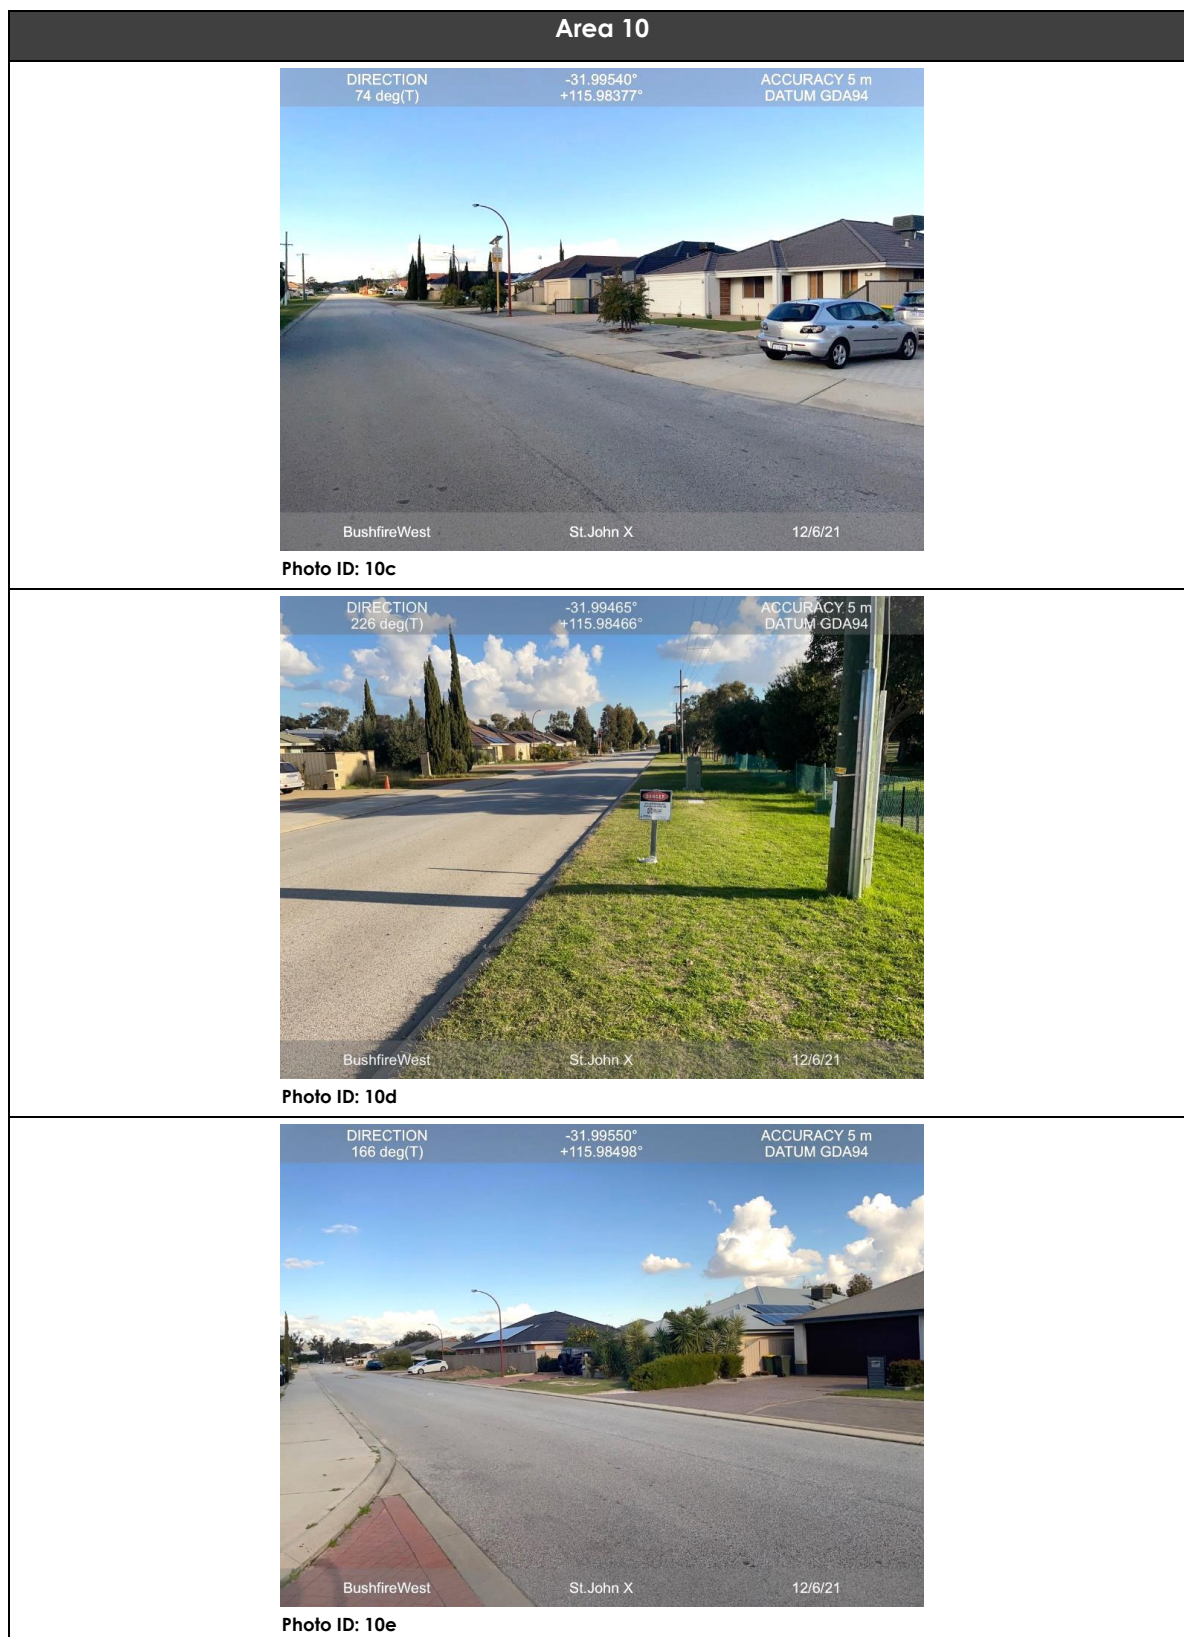 Area 10
DIRECTION -31.99540° ACCURACY 5 m
74 deg(T) +115.98377° DATUM GDA94
BushfireWest St.John X 12/6/21
Photo ID: 10c
DIRECTION -31.99465° ACCURACY 5 m
226 deg(T) +115.98466° DATUM GDA94
DANGER
BushfireWest St.John X 12/6/21
Photo ID: 10d
DIRECTION -31.99550° ACCURACY 5 m
166 deg(T) +115.98498° DATUM GDA94
BushfireWest St.John X 12/6/21
Photo ID: 10e